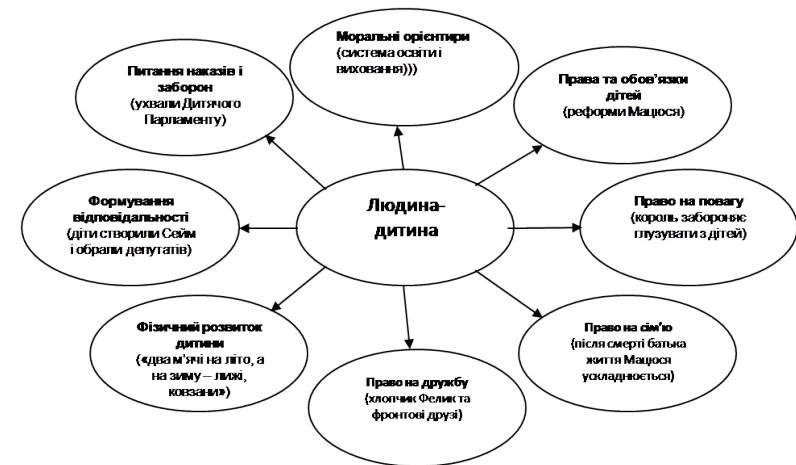 Моральні орієнтири
(система освіти і
виховання)))
Питання наказів і
заборон
(ухвали Дитячого
Парламенту)
Права та обов’язки
дітей
(реформи Мацюся)
Формування
відповідальності
(діти створили Сейм
і обрали депутатів)
Людина–
дитина
Право на повагу
(король забороняє
глузувати з дітей)
Фізичний розвиток
дитини
(«два м’ячі на літо, а
на зиму – лижі,
ковзани»)
Право на дружбу
(хлопчик Фелик та
фронтові друзі)
Право на сім’ю
(після смерті батька
життя Мацюся
ускладнюється)